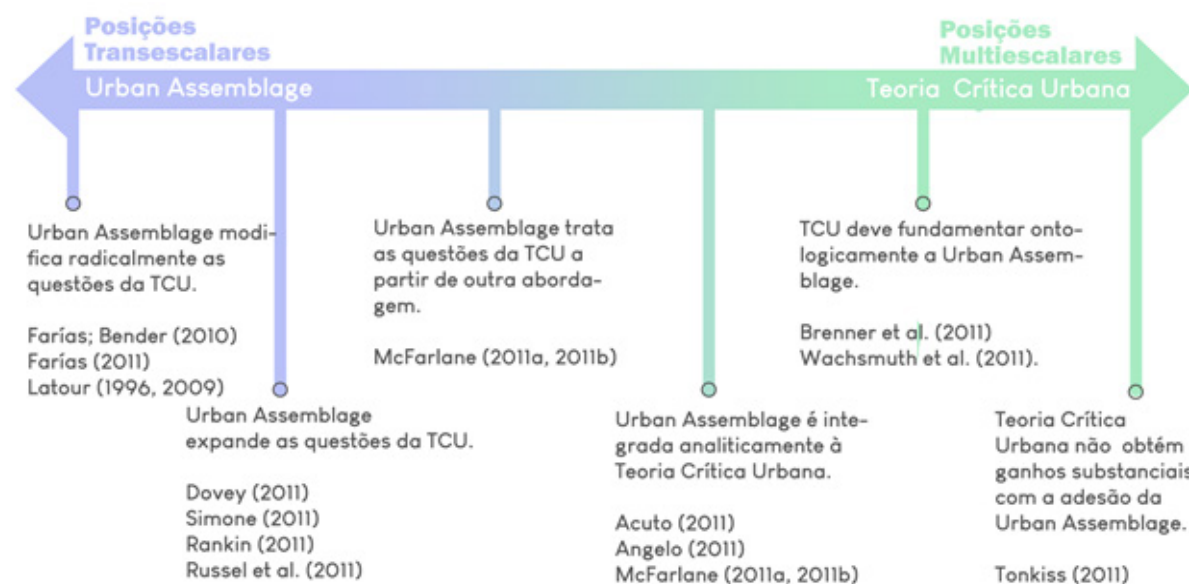 Posições
Transescalares
Posições
Multiescalares
Urban Assemblage
Teoria Crítica Urbana
Urban Assemblage modi-
fica radicalmente as
questões da TCU.
Farías; Bender (2010)
Farías (2011)
Latour (1996, 2009)
Urban Assemblage
expande as questões da TCU.
Dovey (2011)
Simone (2011)
Rankin (2011)
Russel et al. (2011)
Urban Assemblage trata
as questões da TCU a
partir de outra aborda-
gem.
McFarlane (2011a, 2011b)
Urban Assemblage é inte-
grada analiticamente à
Teoria Crítica Urbana.
Acuto (2011)
Angelo (2011)
McFarlane (2011a, 2011b)
TCU deve fundamentar onto-
logicamente a Urban Assem-
blage.
Brenner et al. (2011)
Wachsmuth et al. (2011).
Teoria Crítica
Urbana não obtém
ganhos substanciais
com a adesão da
Urban Assemblage.
Tonkiss (2011)